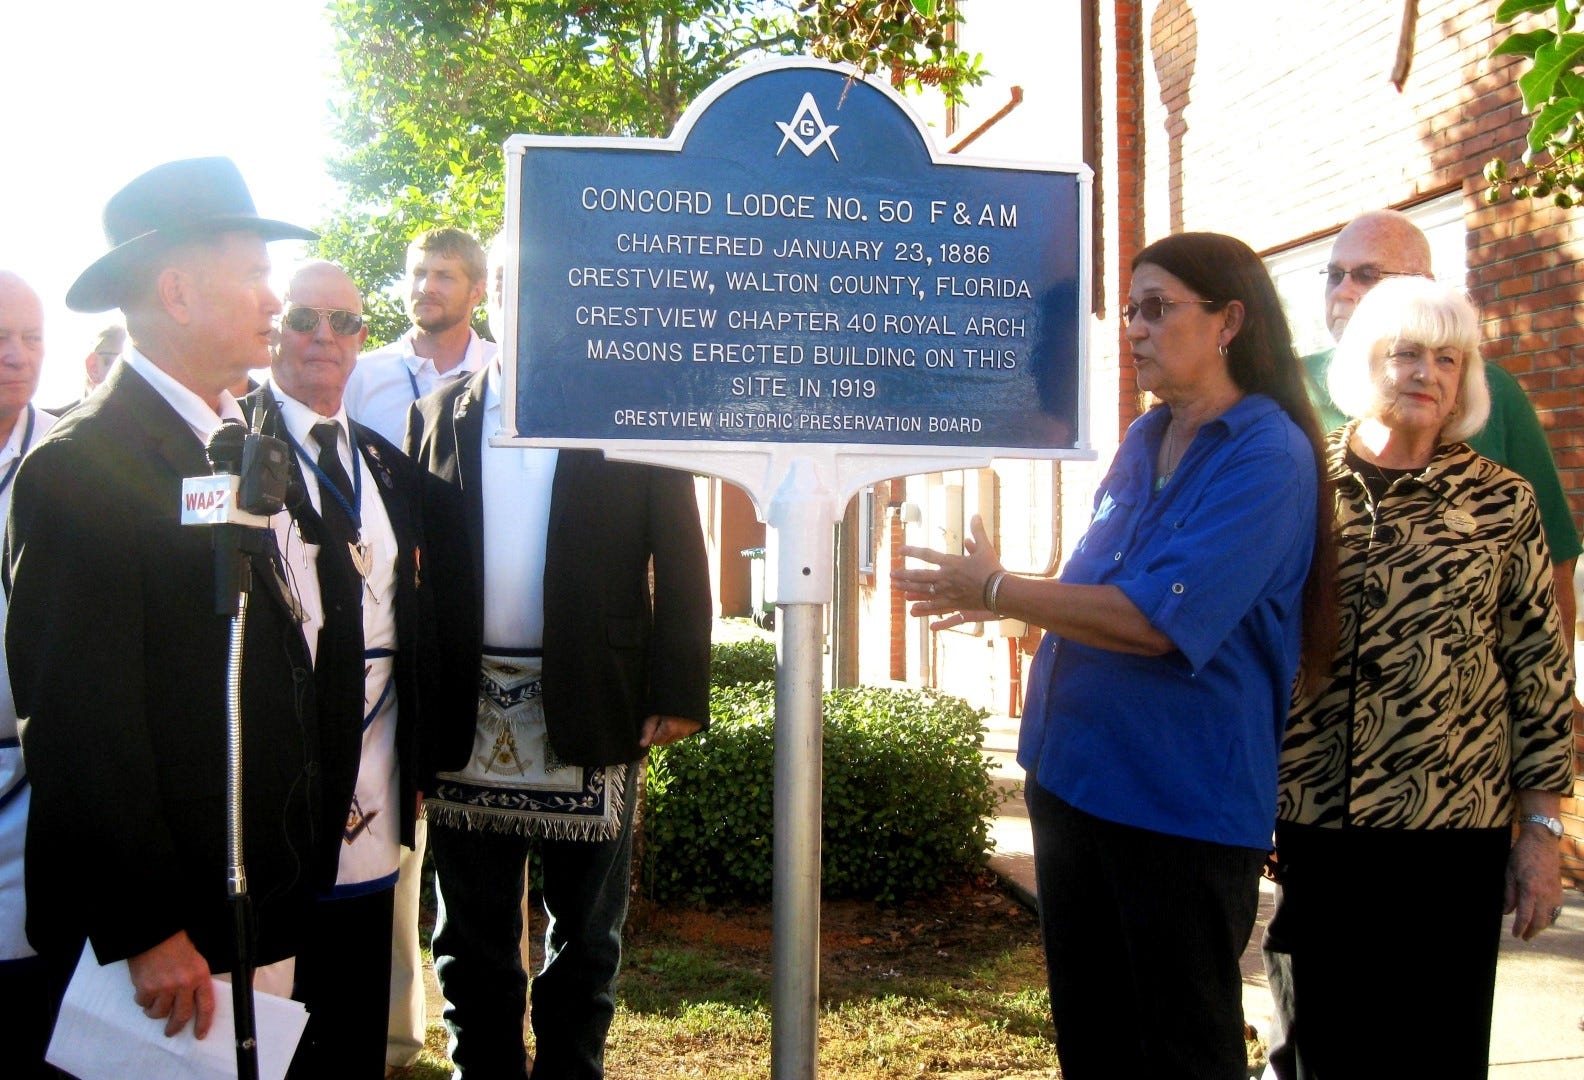 G
CONCORD LODGE NO. 50 F & AM
CHARTERED JANUARY 23, 1886
CRESTVIEW, WALTON COUNTY, FLORIDA
CRESTVIEW CHAPTER 40 ROYAL ARCH
MASONS ERECTED BUILDING ON THIS
SITE IN 1919
CRESTVIEW HISTORIC PRESERVATION BOARD
WAAZ